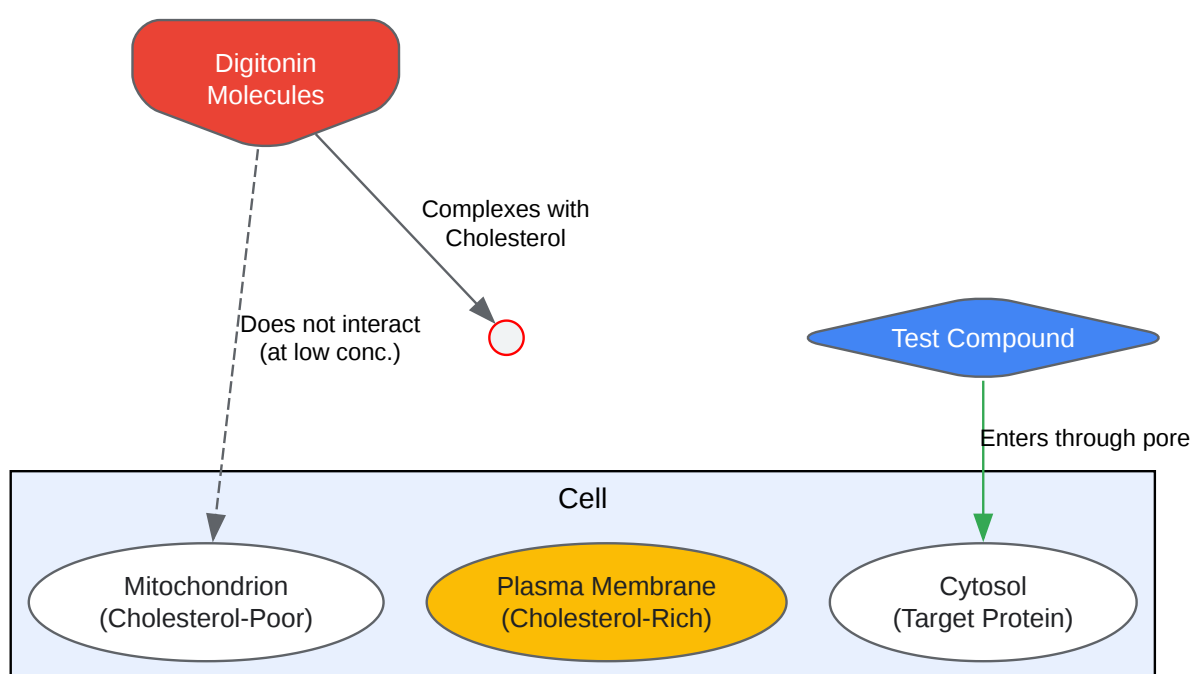 Digitonin
Molecules
Complexes with
Cholesterol
Does not interact
(at low conc.)
Test Compound
Enters through pore
Cell
Mitochondrion
(Cholesterol-Poor)
Plasma Membrane
(Cholesterol-Rich)
Cytosol
(Target Protein)